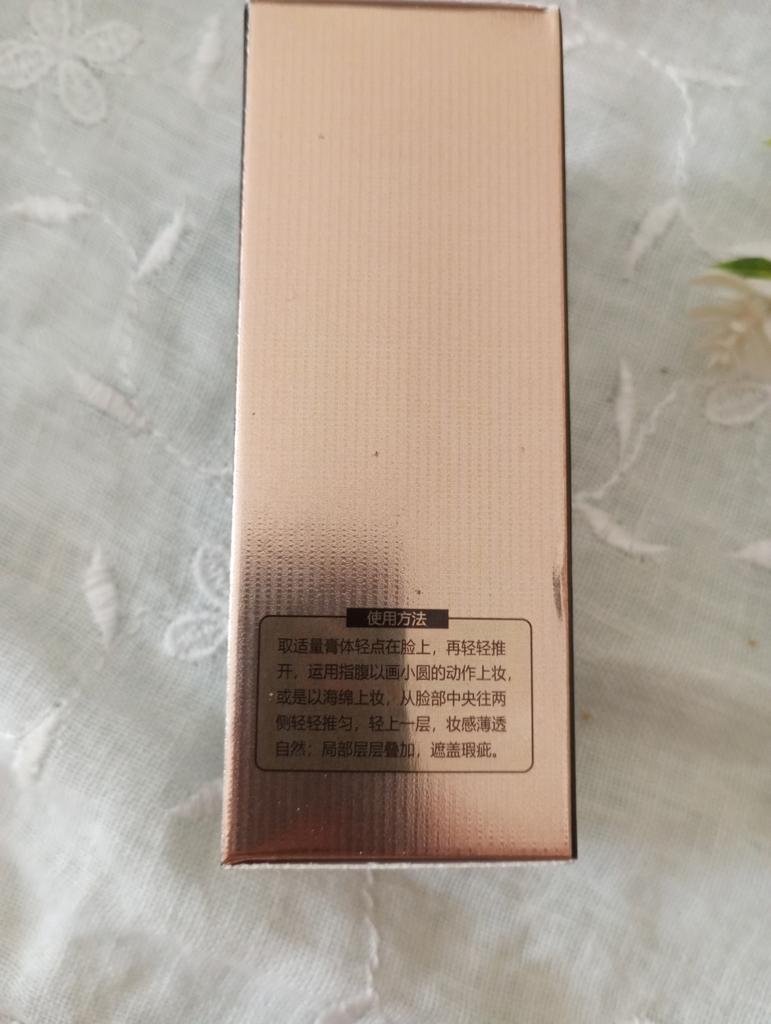 使用方法
取适量膏体轻点在脸上，再轻轻推
开，运用指腹以画小圆的动作上妆，
或是以海绵上妆，从脸部中央往两
侧轻轻推匀，轻上一层，妆感薄透
自然；局部层层叠加，遮盖瑕疵。